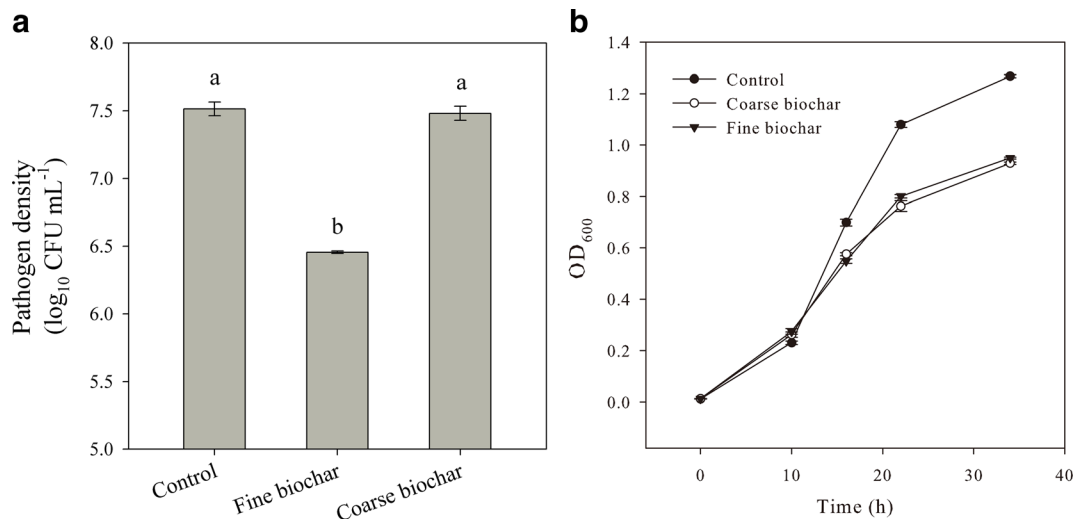 a
8.0
7.5
7.0
6.5
6.0
5.5
5.0
Pathogen density
(log₁₀ CFU mL⁻¹)
a
b
a
Control
Fine biochar
Coarse biochar
b
1.4
1.2
1.0
0.8
0.6
0.4
0.2
0.0
OD₆₀₀
Control
Coarse biochar
Fine biochar
0
10
20
30
40
Time (h)